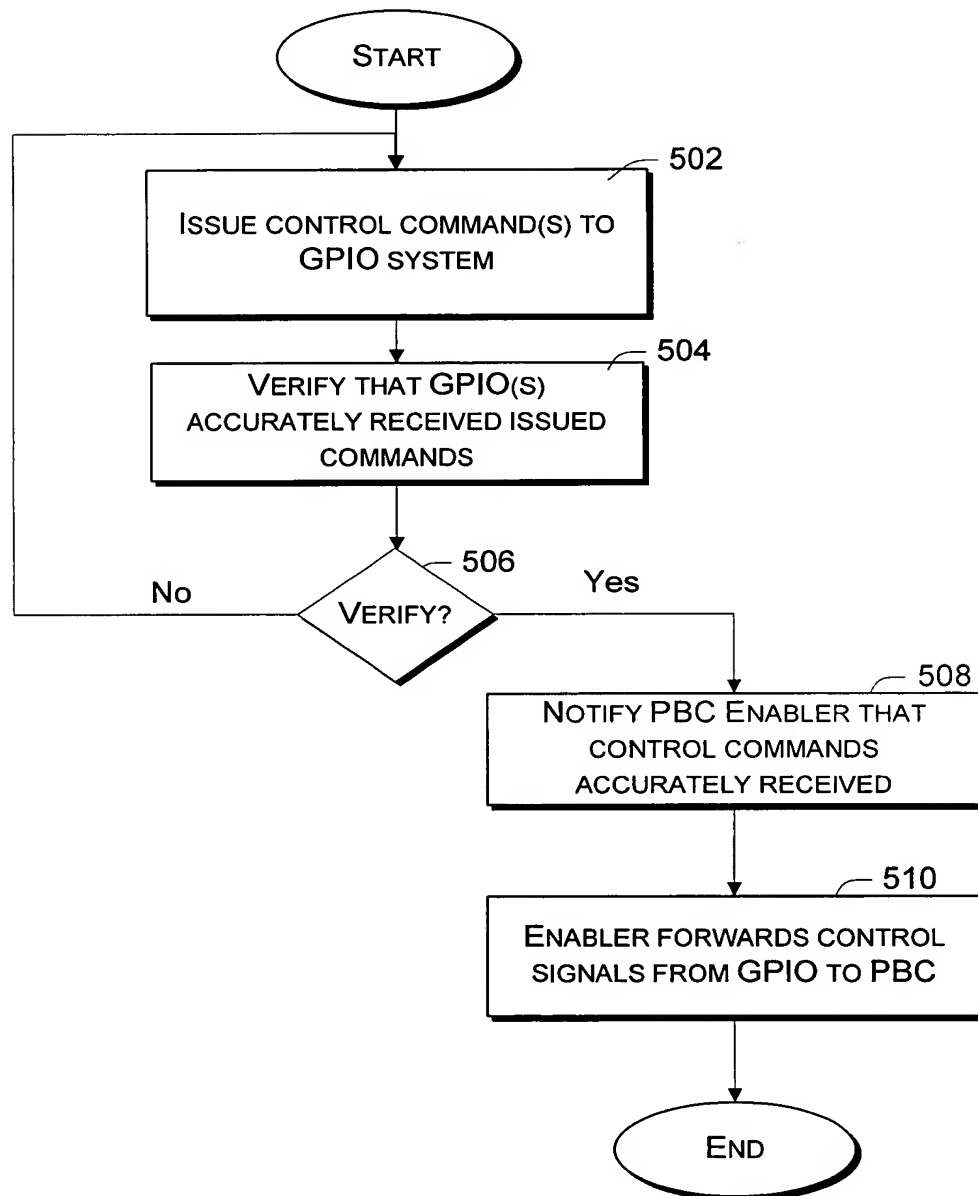 START
502
ISSUE CONTROL COMMAND(S) TO
GPIO SYSTEM
504
VERIFY THAT GPIO(S)
ACCURATELY RECEIVED ISSUED
COMMANDS
506
No
Yes
VERIFY?
508
NOTIFY PBC ENABLER THAT
CONTROL COMMANDS
ACCURATELY RECEIVED
510
ENABLER FORWARDS CONTROL
SIGNALS FROM GPIO TO PBC
END